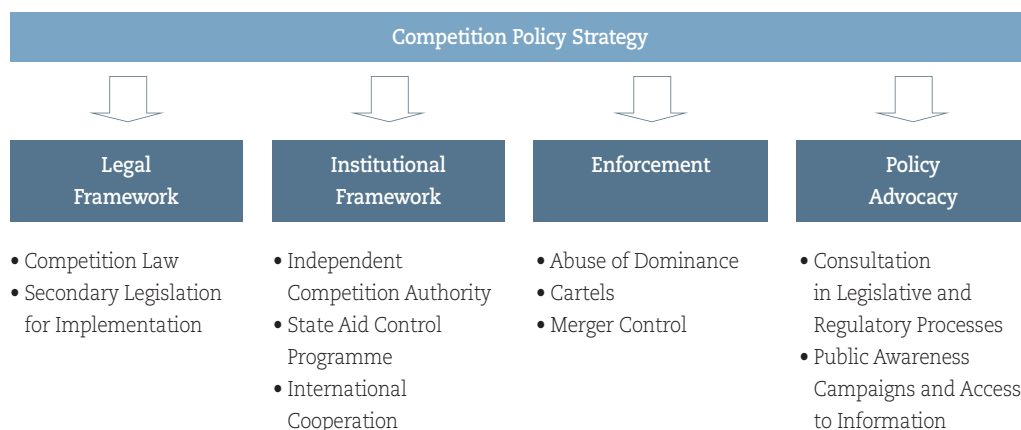 Competition Policy Strategy
Legal
Framework
• Competition Law
• Secondary Legislation
for Implementation
Institutional
Framework
• Independent
Competition Authority
• State Aid Control
Programme
• International
Cooperation
Enforcement
• Abuse of Dominance
• Cartels
• Merger Control
Policy
Advocacy
• Consultation
in Legislative and
Regulatory Processes
• Public Awareness
Campaigns and Access
to Information